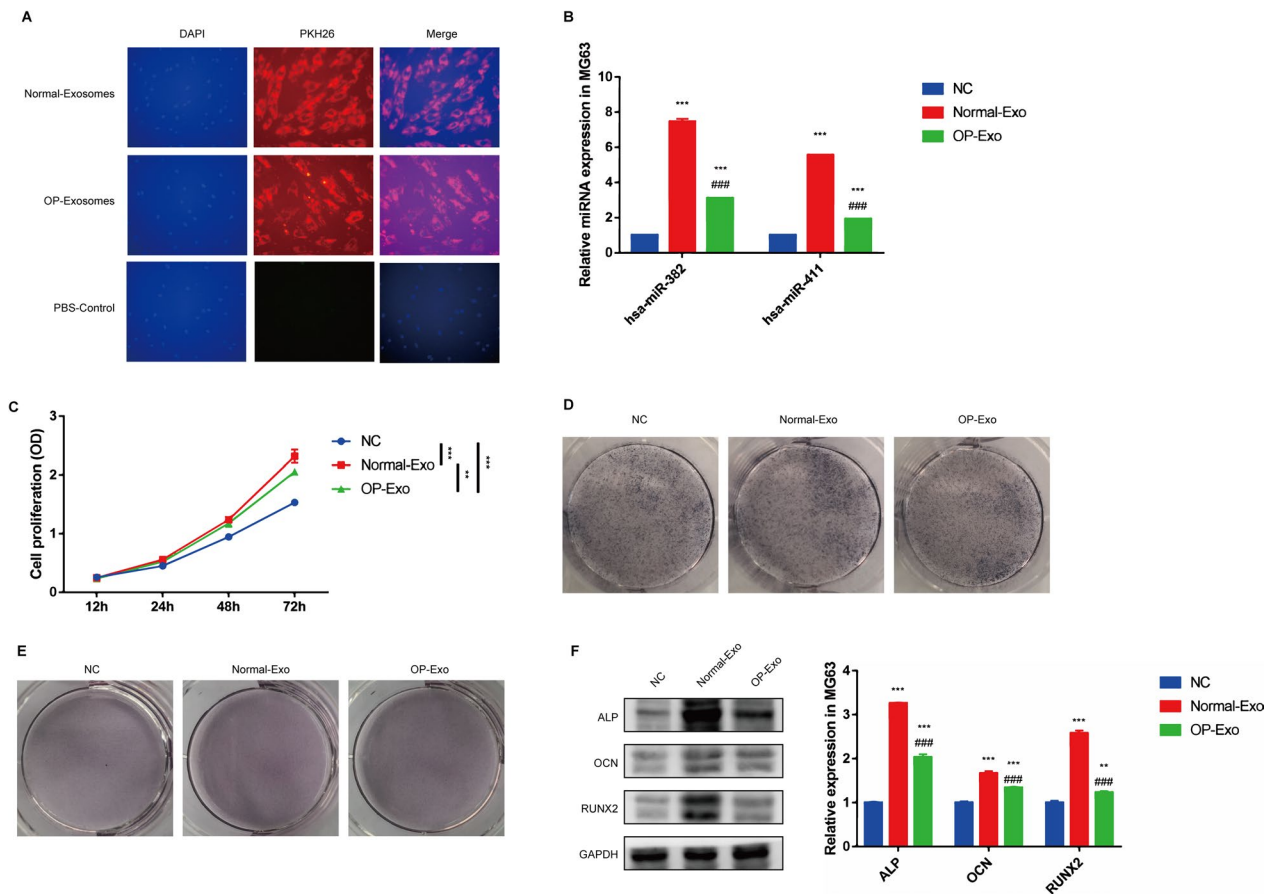 A
DAPI PKH26 Merge
Normal-Exosomes
OP-Exosomes
PBS-Control
B
Relative miRNA expression in MG63
10
8
6
4
2
0
***
***
###
***
***
###
hsa-miR-382
hsa-miR-411
NC
Normal-Exo
OP-Exo
C
Cell proliferation (OD)
3
2
1
0
12h 24h 48h 72h
NC
Normal-Exo
OP-Exo
***
**
***
D
NC Normal-Exo OP-Exo
E
NC Normal-Exo OP-Exo
F
NC Normal-Exo OP-Exo
ALP
OCN
RUNX2
GAPDH
Relative expression in MG63
4
3
2
1
0
***
***
###
***
***
###
***
**
###
ALP OCN RUNX2
NC
Normal-Exo
OP-Exo